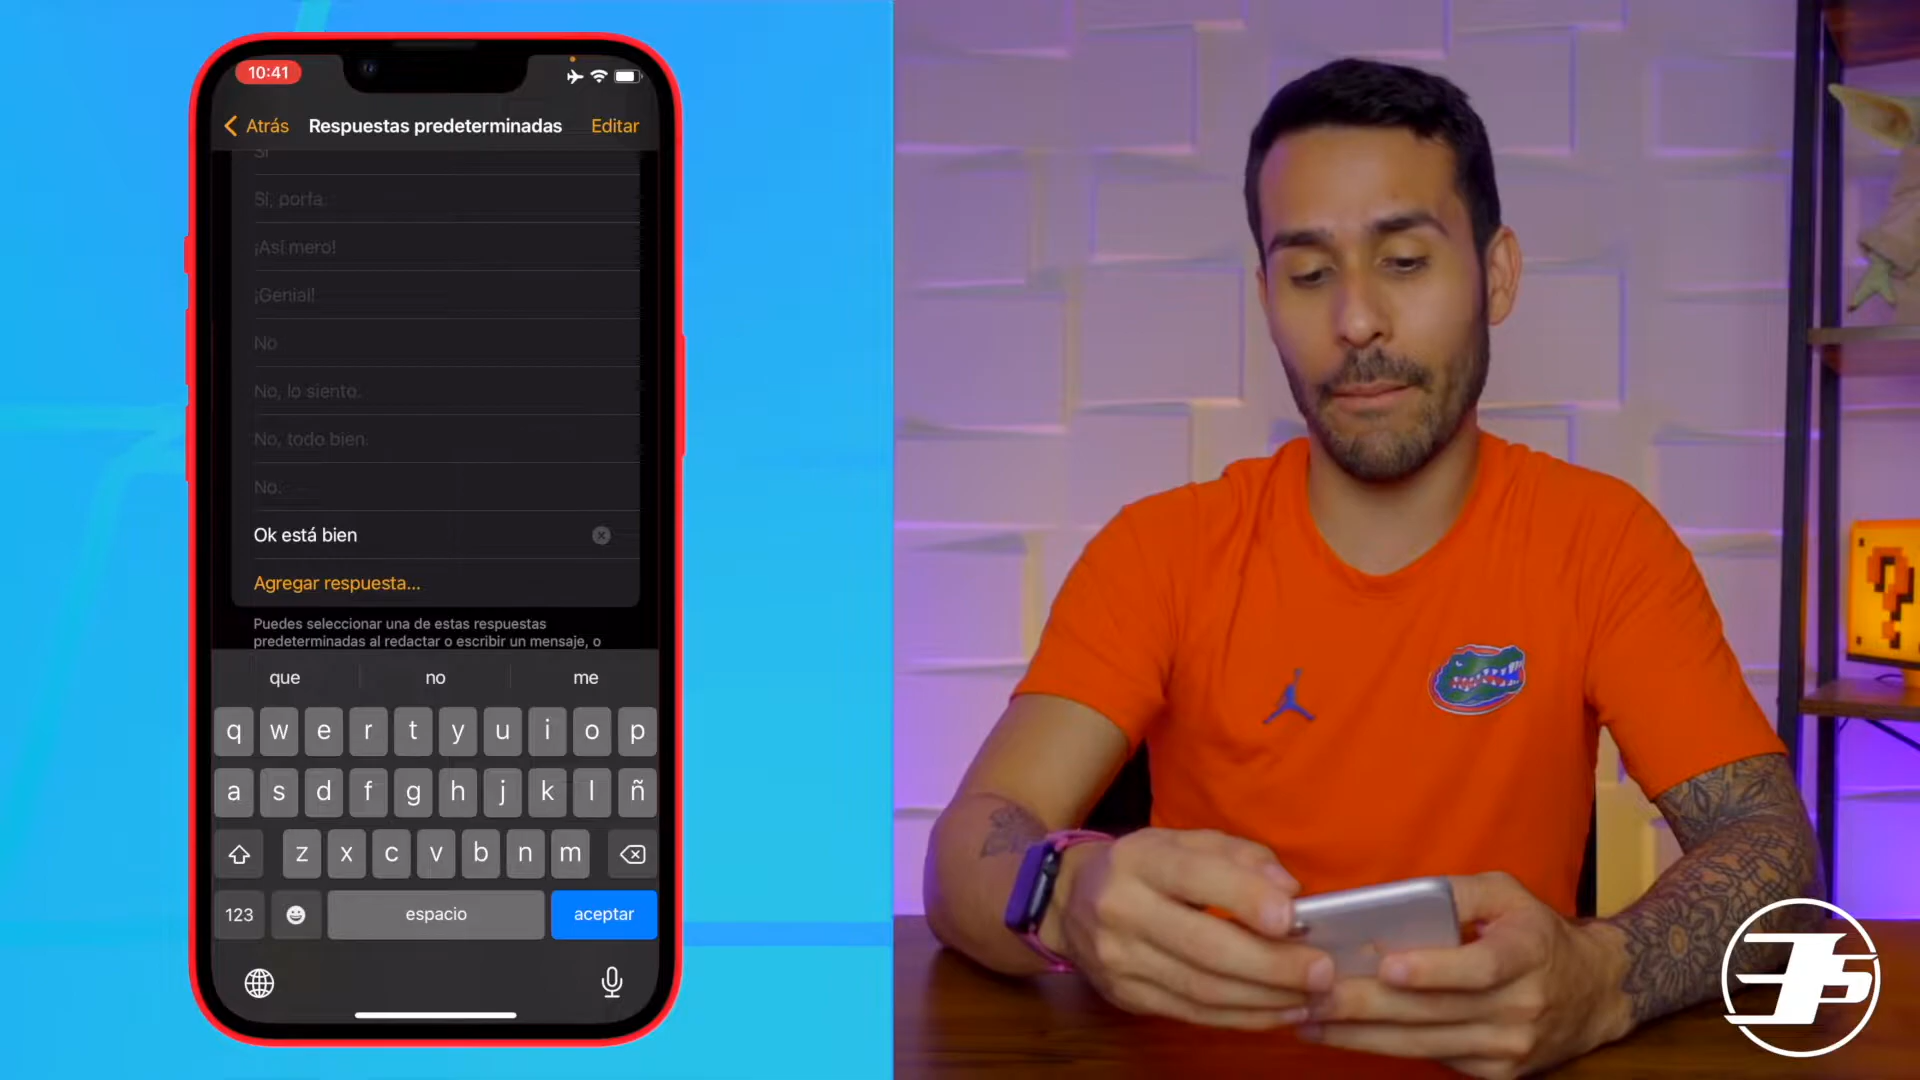 10:41
Atrás Respuestas predeterminadas Editar
Sí
Sí, porfa.
¡Así mero!
¡Genial!
No
No, lo siento.
No, todo bien.
No.
Ok está bien
Agregar respuesta...
Puedes seleccionar una de estas respuestas
predeterminadas al redactar o escribir un mensaje, o
que no me
q w e r t y u i o p
a s d f g h j k l ñ
z x c v b n m
123 espacio aceptar
?